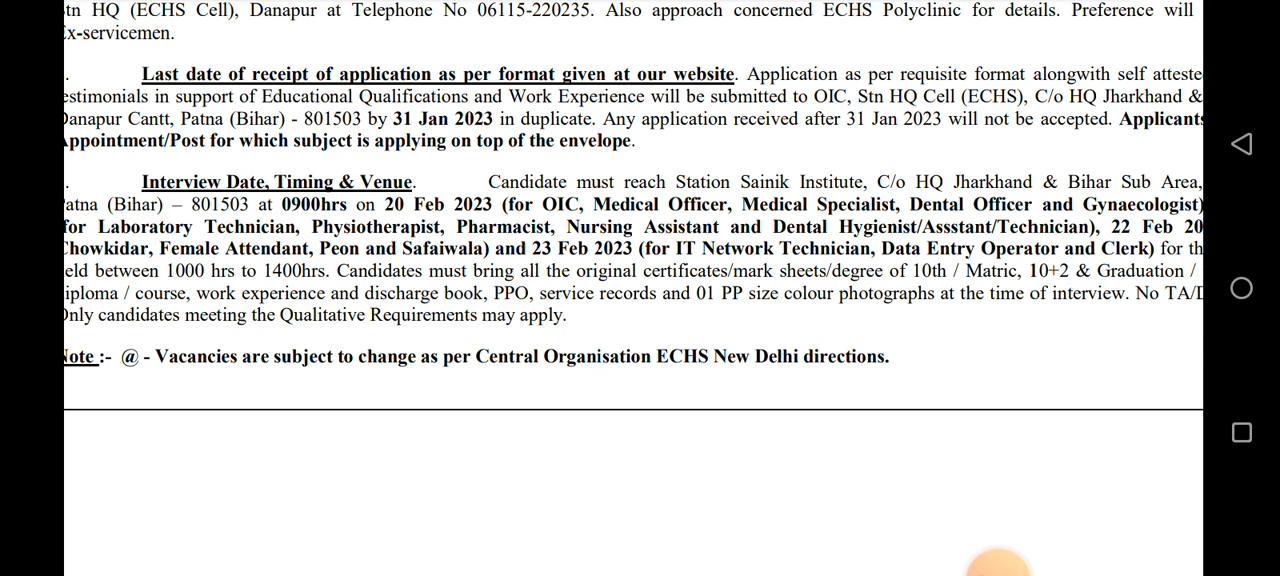 tn HQ (ECHS Cell), Danapur at Telephone No 06115-220235. Also approach concerned ECHS Polyclinic for details. Preference will
x-servicemen.
. Last date of receipt of application as per format given at our website. Application as per requisite format alongwith self atteste
estimonials in support of Educational Qualifications and Work Experience will be submitted to OIC, Stn HQ Cell (ECHS), C/o HQ Jharkhand &
Danapur Cantt, Patna (Bihar) - 801503 by 31 Jan 2023 in duplicate. Any application received after 31 Jan 2023 will not be accepted. Applicants
Appointment/Post for which subject is applying on top of the envelope.
. Interview Date, Timing & Venue. Candidate must reach Station Sainik Institute, C/o HQ Jharkhand & Bihar Sub Area,
atna (Bihar) – 801503 at 0900hrs on 20 Feb 2023 (for OIC, Medical Officer, Medical Specialist, Dental Officer and Gynaecologist)
for Laboratory Technician, Physiotherapist, Pharmacist, Nursing Assistant and Dental Hygienist/Assstant/Technician), 22 Feb 20
Chowkidar, Female Attendant, Peon and Safaiwala) and 23 Feb 2023 (for IT Network Technician, Data Entry Operator and Clerk) for th
eld between 1000 hrs to 1400hrs. Candidates must bring all the original certificates/mark sheets/degree of 10th / Matric, 10+2 & Graduation /
iploma / course, work experience and discharge book, PPO, service records and 01 PP size colour photographs at the time of interview. No TA/D
Only candidates meeting the Qualitative Requirements may apply.
Note :- @ - Vacancies are subject to change as per Central Organisation ECHS New Delhi directions.